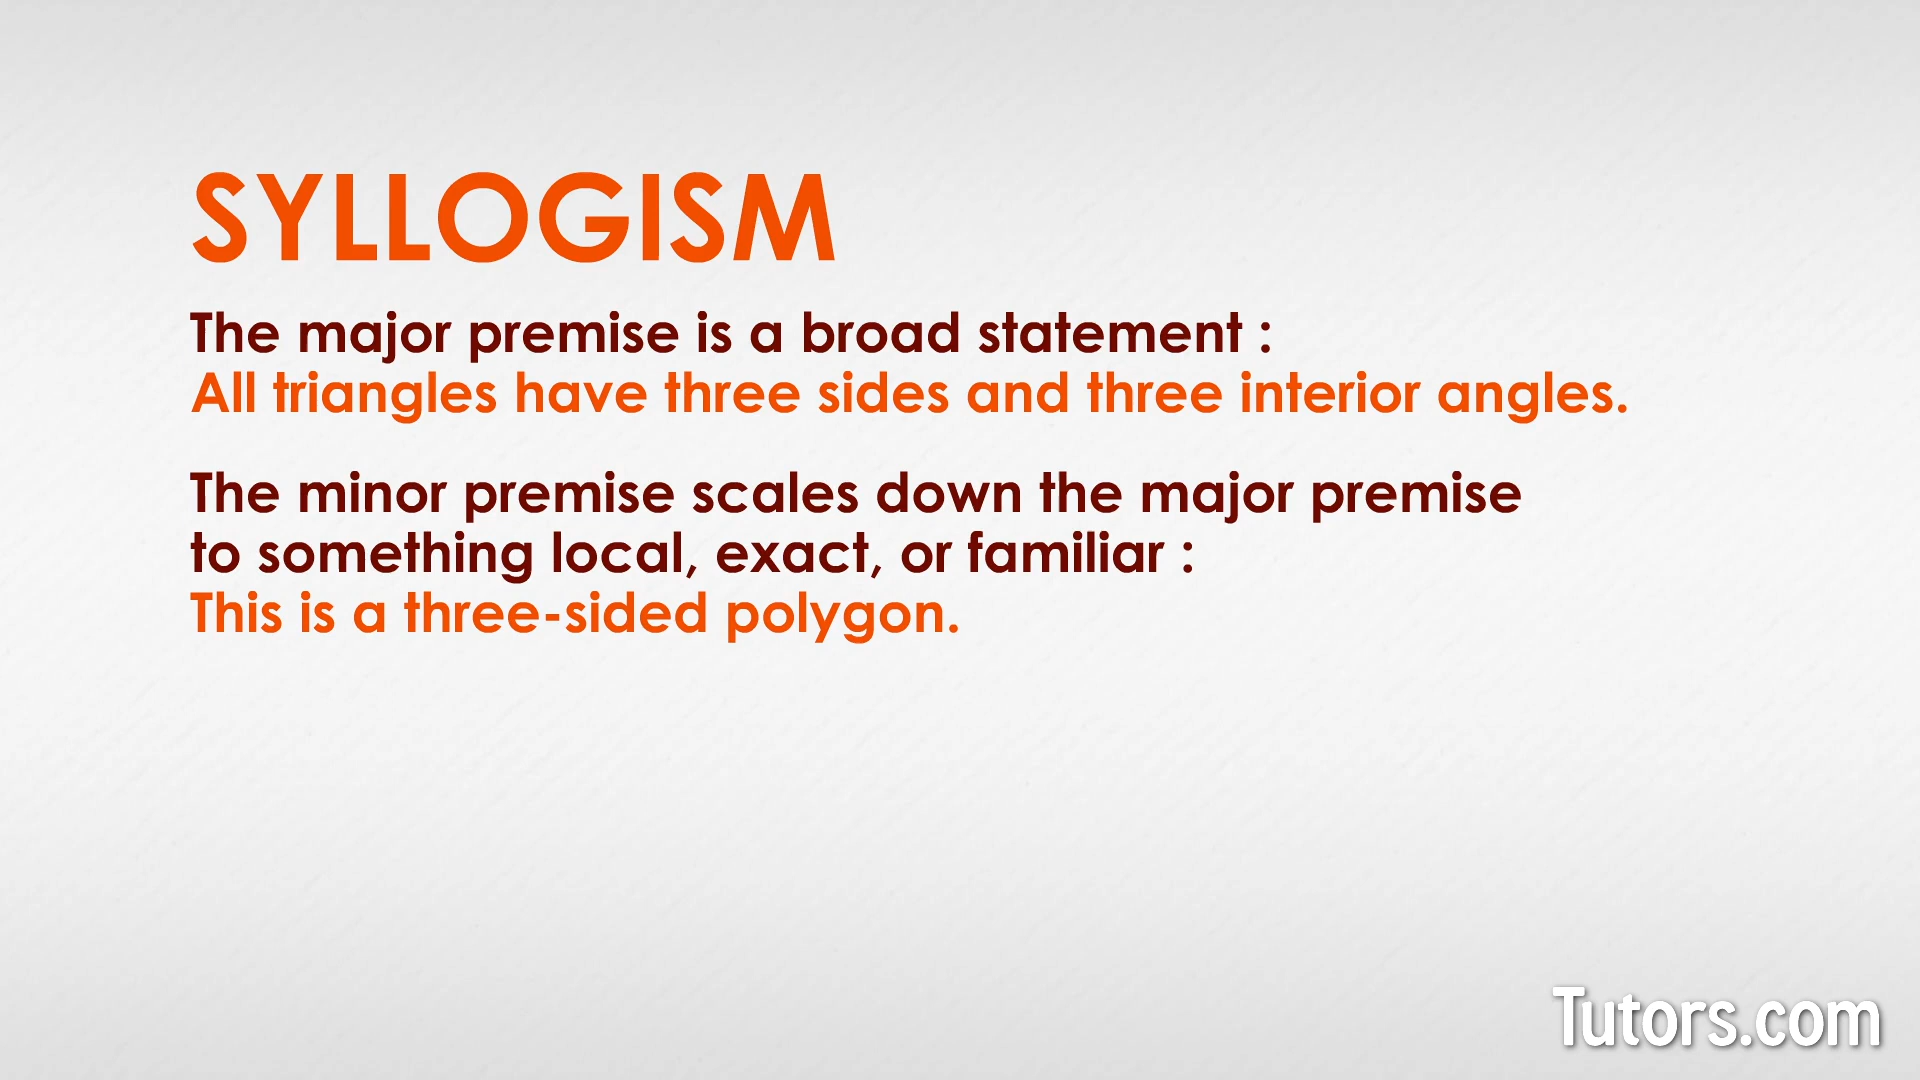 SYLLOGISM
The major premise is a broad statement :
All triangles have three sides and three interior angles.
The minor premise scales down the major premise
to something local, exact, or familiar :
This is a three-sided polygon.
Tutors.com